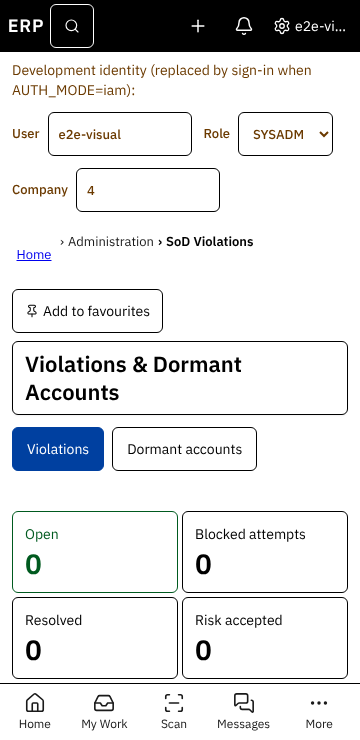 ERP e2e-vi...
Development identity (replaced by sign-in when
AUTH_MODE=iam):
User e2e-visual Role SYSADM
Company 4
Home › Administration › SoD Violations
Add to favourites
Violations & Dormant
Accounts
Violations Dormant accounts
Open Blocked attempts
0 0
Resolved Risk accepted
0 0
Home My Work Scan Messages More